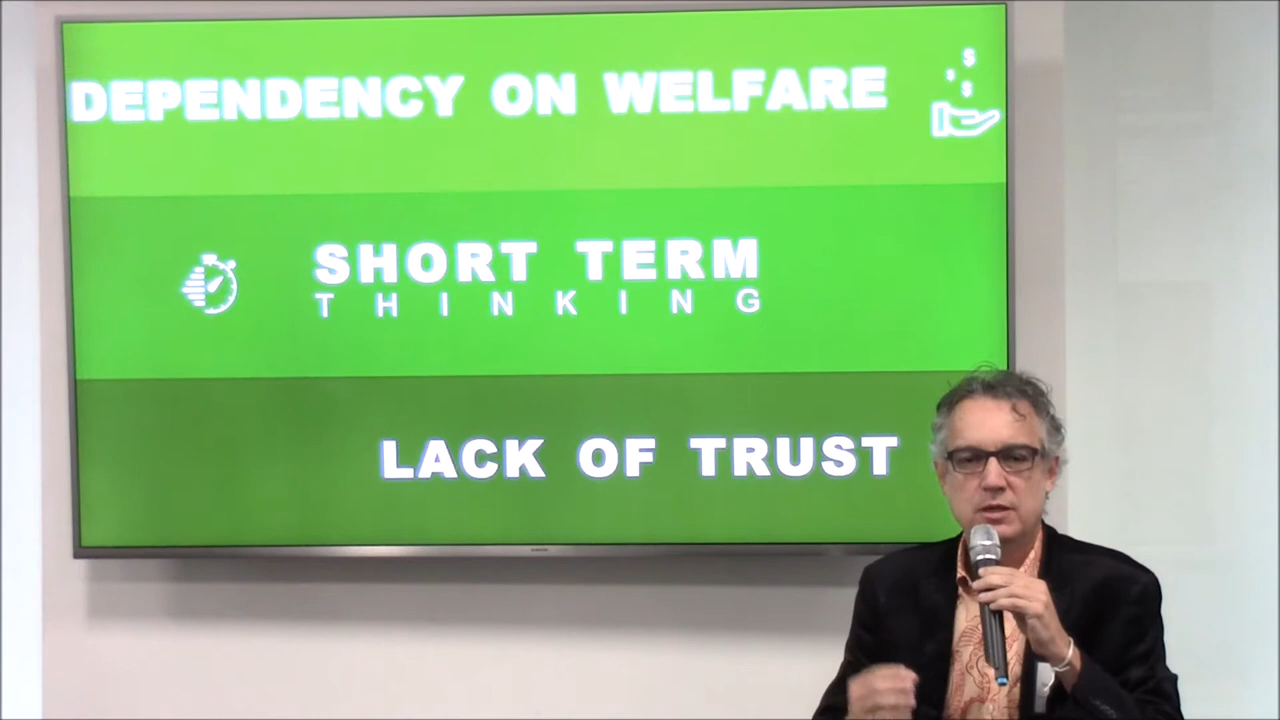 DEPENDENCY ON WELFARE
SHORT TERM
THINKING
LACK OF TRUST